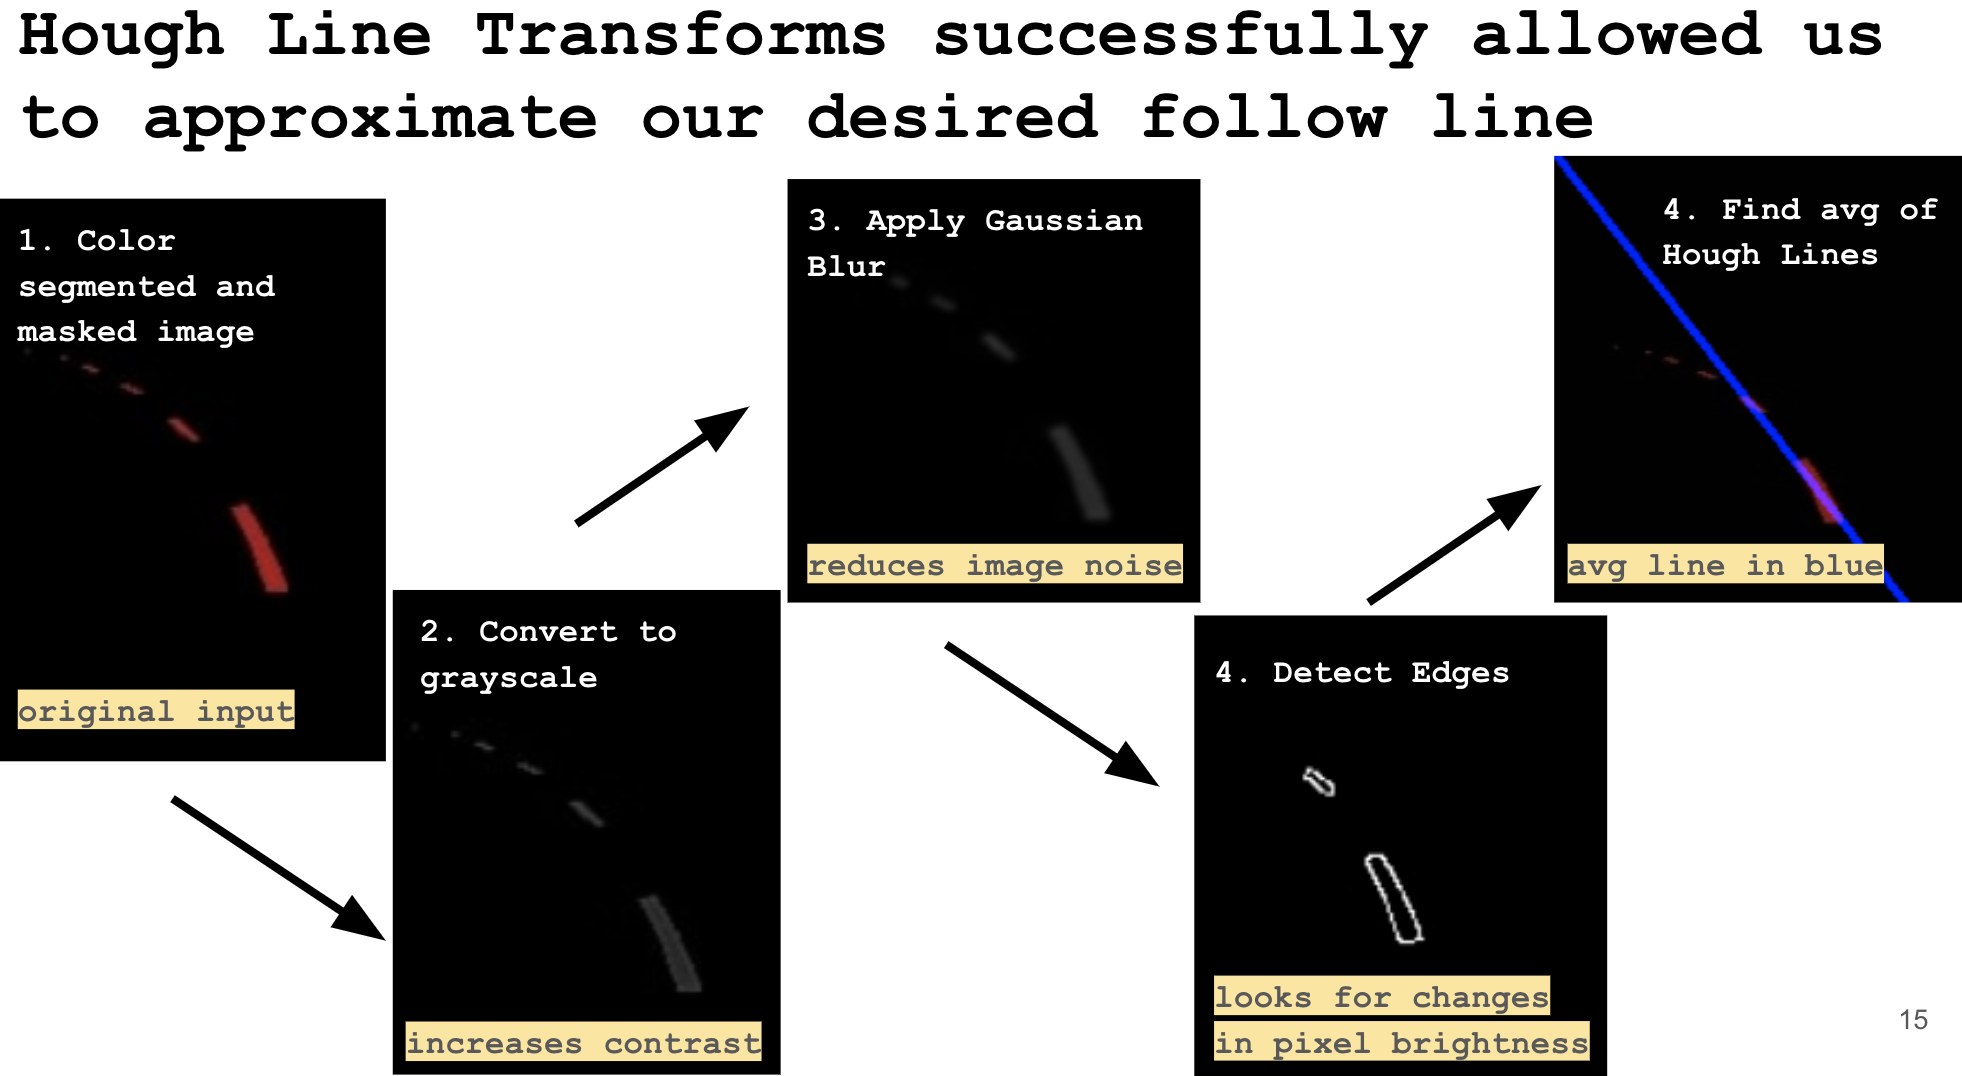 Hough Line Transforms successfully allowed us
to approximate our desired follow line
1. Color
segmented and
masked image
original input
2. Convert to
grayscale
increases contrast
3. Apply Gaussian
Blur
reduces image noise
4. Detect Edges
looks for changes
in pixel brightness
4. Find avg of
Hough Lines
avg line in blue
15